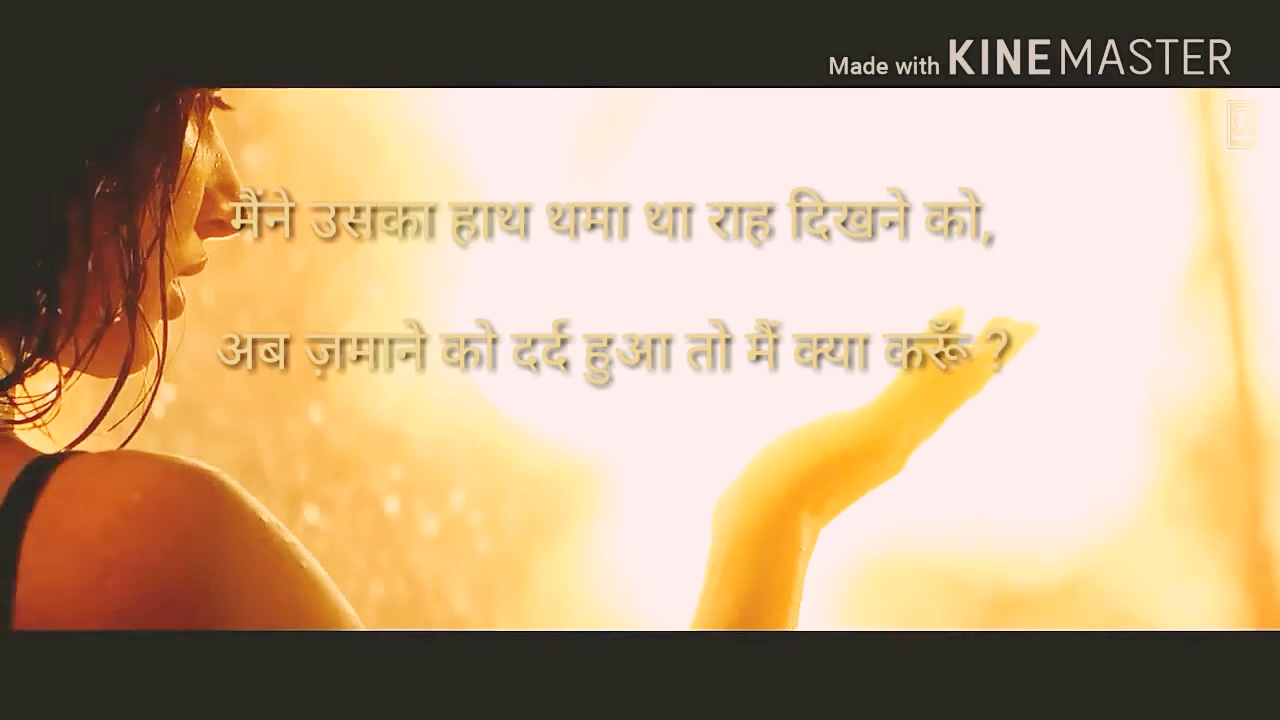 Made with KINEMASTER
मैंने उसका हाथ थमा था राह दिखने को,
अब ज़माने को दर्द हुआ तो मैं क्या करूँ ?